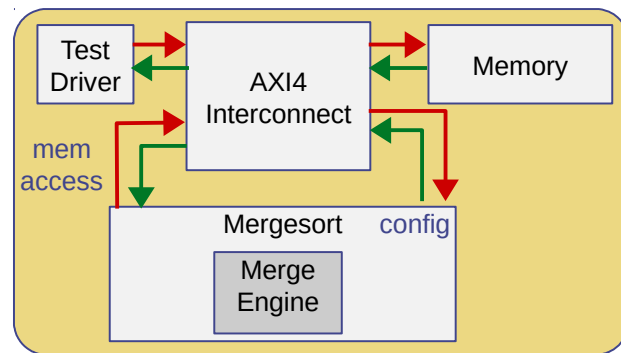 Test
Driver
AXI4
Interconnect
Memory
mem
access
Mergesort
config
Merge
Engine